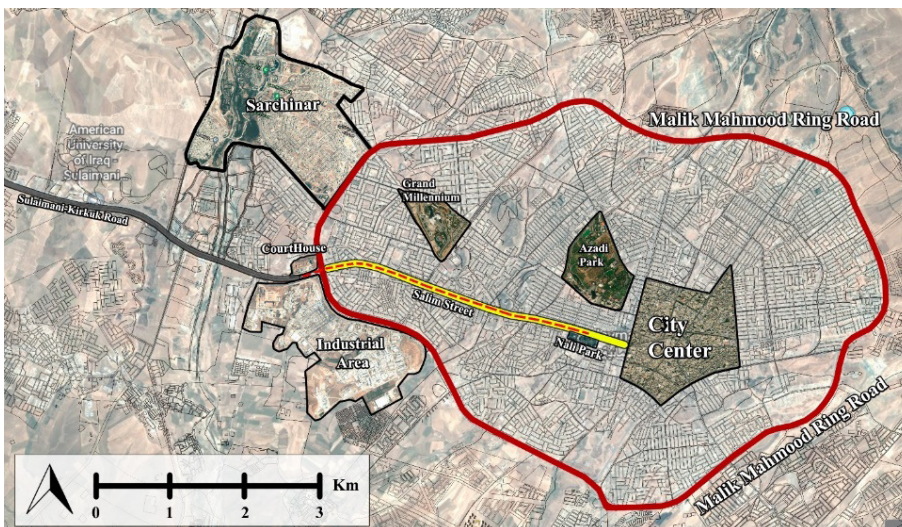 Sarchinar
Malik Mahmood Ring Road
American
University
of Iraq -
Sulaimani
Grand
Millennium
Sulaimani-Kirkuk Road
CourtHouse
Azadi
Park
Salim Street
City
Center
Nali Park
Industrial
Area
Malik Mahmood Ring Road
Km
0 1 2 3